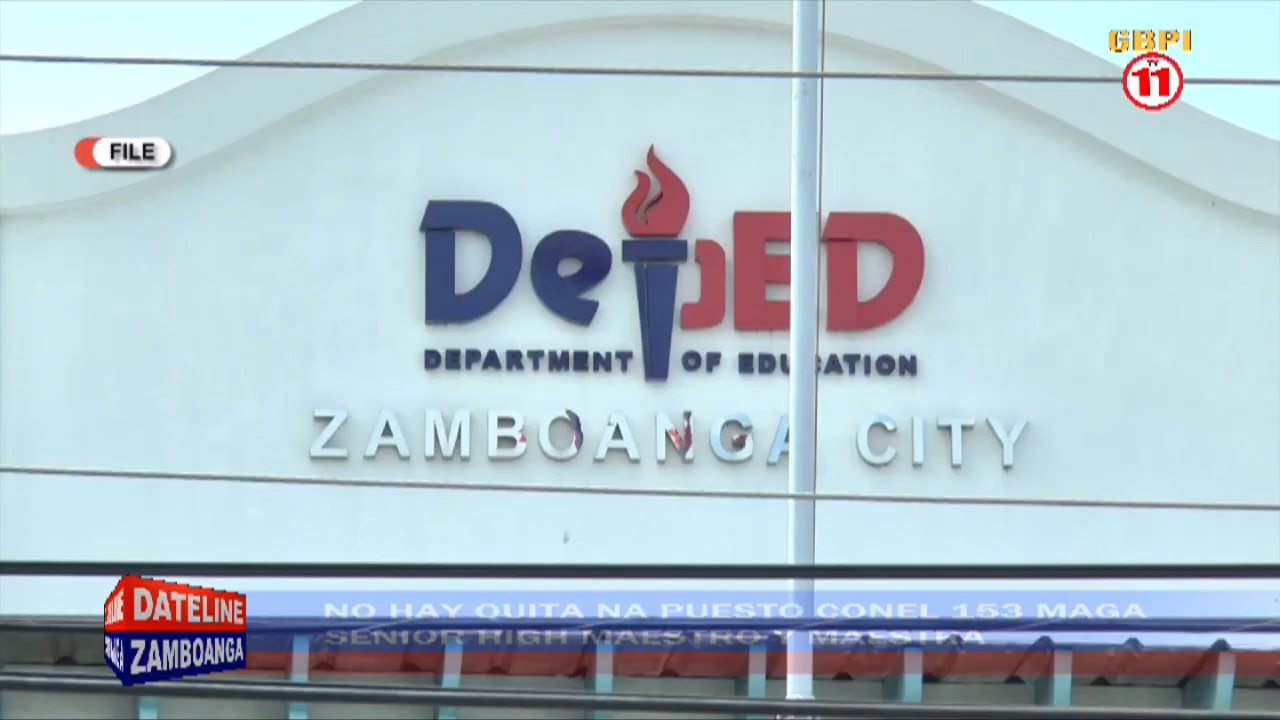 GBPI
TV
11
FILE
DepED
DEPARTMENT OF EDUCATION
ZAMBOANGA CITY
DATELINE
ZAMBOANGA
NO HAY QUITA NA PUESTO CONEL 153 MAGA
SENIOR HIGH MAESTRO Y MAESTRA